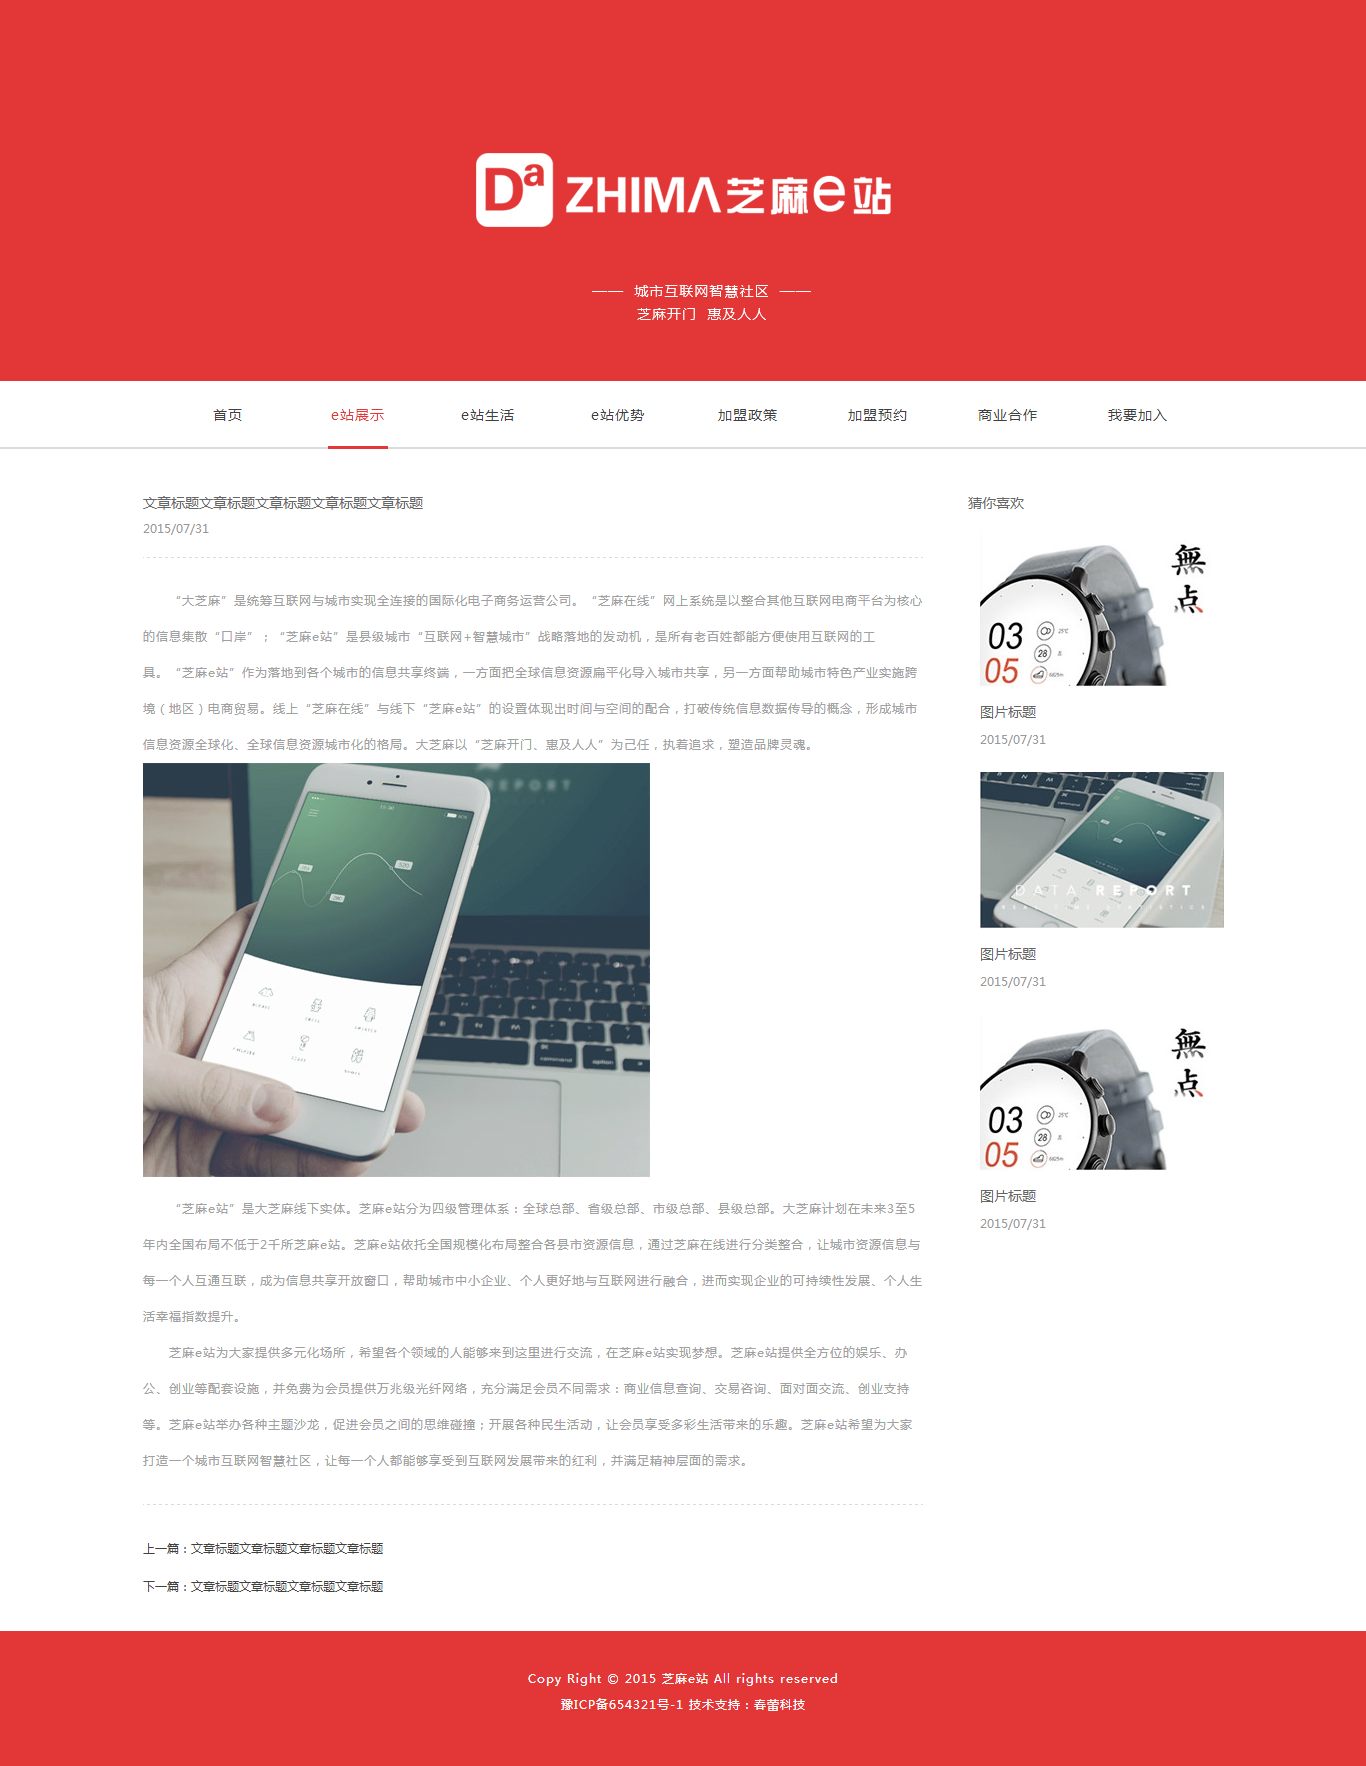 Da ZHIMA芝麻e站
—— 城市互联网智慧社区 ——
芝麻开门 惠及人人
首页 e站展示 e站生活 e站优势 加盟政策 加盟预约 商业合作 我要加入
文章标题文章标题文章标题文章标题文章标题
2015/07/31
“大芝麻”是统筹互联网与城市实现全连接的国际化电子商务运营公司。“芝麻在线”网上系统是以整合其他互联网电商平台为核心
的信息集散“口岸”；“芝麻e站”是县级城市“互联网+智慧城市”战略落地的发动机，是所有老百姓都能方便使用互联网的工
具。“芝麻e站”作为落地到各个城市的信息共享终端，一方面把全球信息资源扁平化导入城市共享，另一方面帮助城市特色产业实施跨
境（地区）电商贸易。线上“芝麻在线”与线下“芝麻e站”的设置体现出时间与空间的配合，打破传统信息数据传导的概念，形成城市
信息资源全球化、全球信息资源城市化的格局。大芝麻以“芝麻开门、惠及人人”为己任，执着追求，塑造品牌灵魂。
REPORT
command option
“芝麻e站”是大芝麻线下实体。芝麻e站分为四级管理体系：全球总部、省级总部、市级总部、县级总部。大芝麻计划在未来3至5
年内全国布局不低于2千所芝麻e站。芝麻e站依托全国规模化布局整合各县市资源信息，通过芝麻在线进行分类整合，让城市资源信息与
每一个人互通互联，成为信息共享开放窗口，帮助城市中小企业、个人更好地与互联网进行融合，进而实现企业的可持续性发展、个人生
活幸福指数提升。
芝麻e站为大家提供多元化场所，希望各个领域的人能够来到这里进行交流，在芝麻e站实现梦想。芝麻e站提供全方位的娱乐、办
公、创业等配套设施，并免费为会员提供万兆级光纤网络，充分满足会员不同需求：商业信息查询、交易咨询、面对面交流、创业支持
等。芝麻e站举办各种主题沙龙，促进会员之间的思维碰撞；开展各种民生活动，让会员享受多彩生活带来的乐趣。芝麻e站希望为大家
打造一个城市互联网智慧社区，让每一个人都能够享受到互联网发展带来的红利，并满足精神层面的需求。
上一篇：文章标题文章标题文章标题文章标题
下一篇：文章标题文章标题文章标题文章标题
猜你喜欢
無
点
03 25℃
28
05 6825m
图片标题
2015/07/31
DATA REPORT
REAL TIME STATISTICS
图片标题
2015/07/31
無
点
03 25℃
28
05 6825m
图片标题
2015/07/31
Copy Right © 2015 芝麻e站 All rights reserved
豫ICP备654321号-1 技术支持：春蕾科技